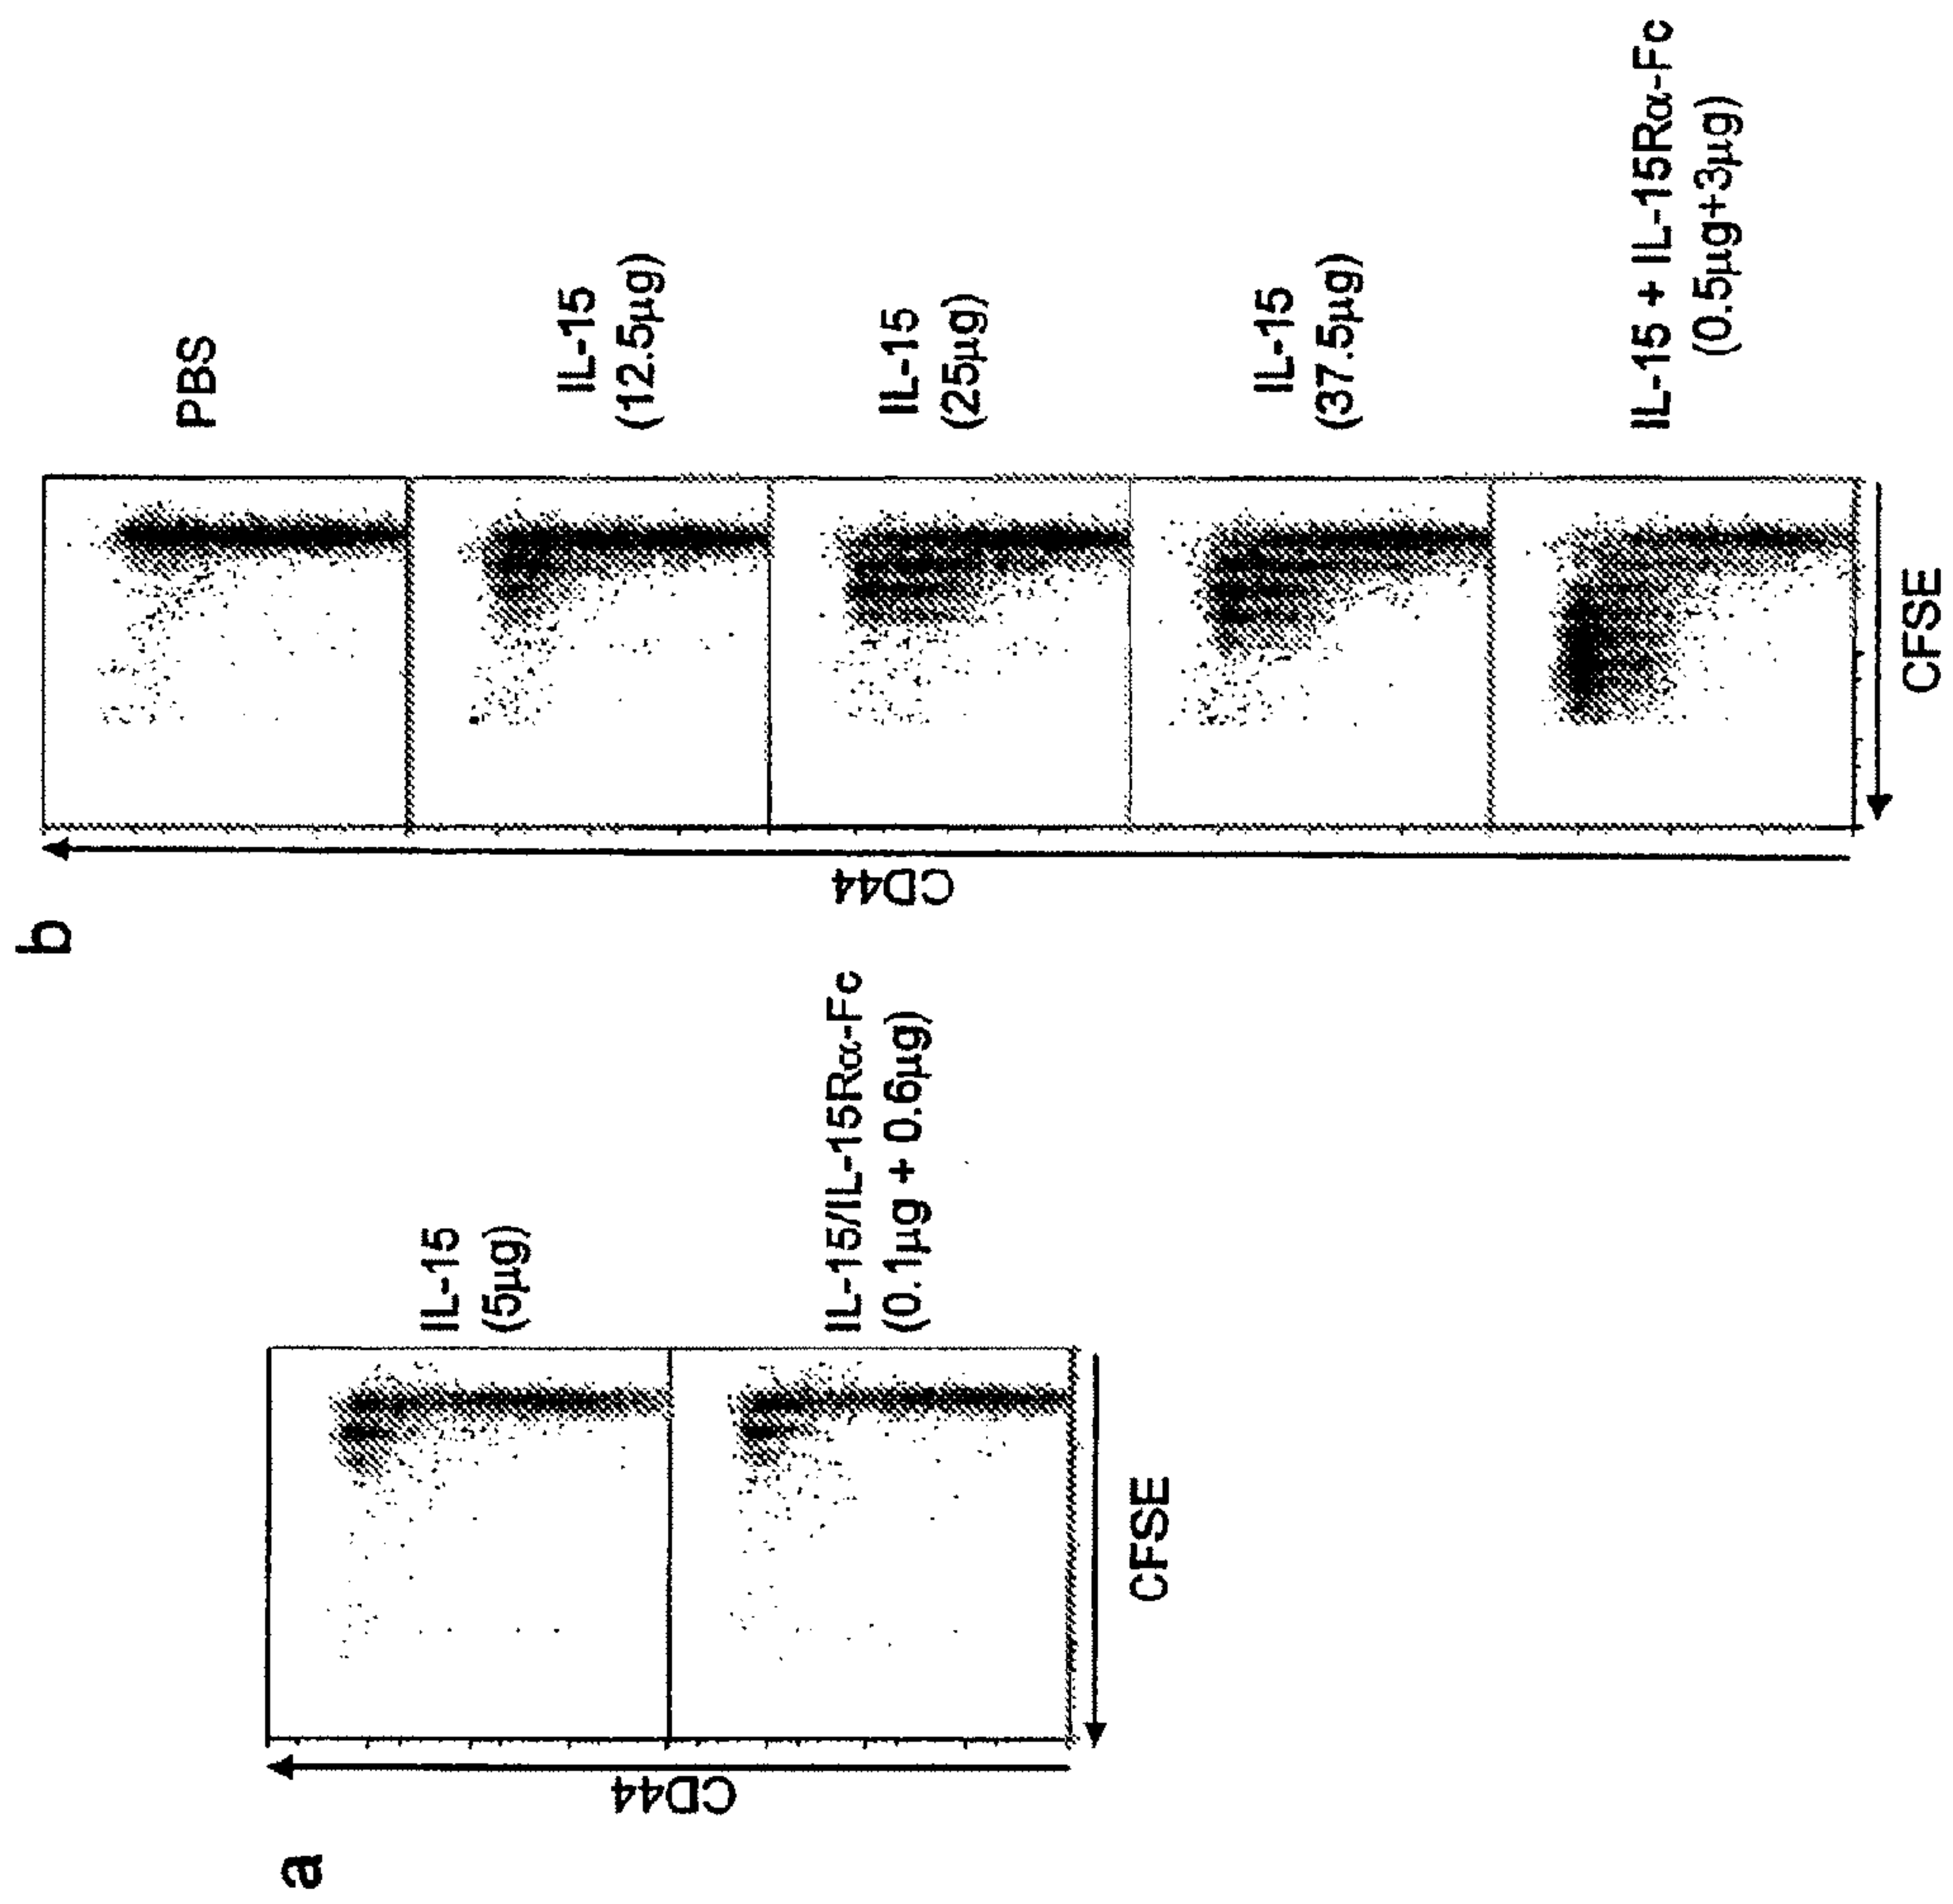 a
CD44
IL-15
(5µg)
IL-15/IL-15Rα-Fc
(0.1µg + 0.6µg)
CFSE
b
CD44
PBS
IL-15
(12.5µg)
IL-15
(25µg)
IL-15
(37.5µg)
IL-15 + IL-15Rα-Fc
(0.5µg+3µg)
CFSE